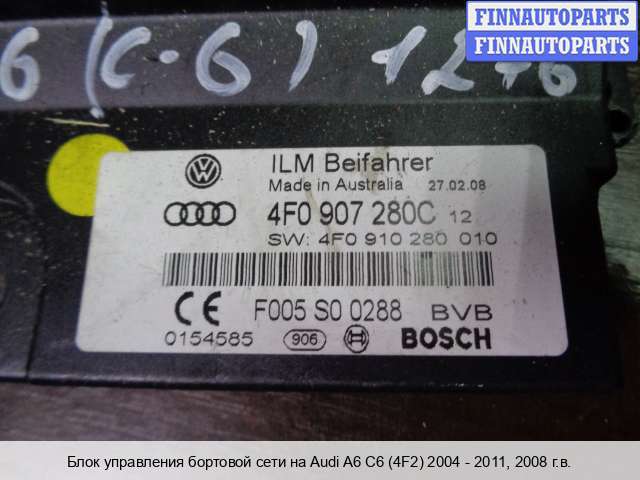 FINNAUTOPARTS
FINNAUTOPARTS
6 (C-6) 1276
ILM Beifahrer
Made in Australia 27.02.08
4F0 907 280C 12
SW: 4F0 910 280 010
CE F005 S0 0288 BVB
0154585 906 BOSCH
Блок управления бортовой сети на Audi A6 C6 (4F2) 2004 - 2011, 2008 г.в.